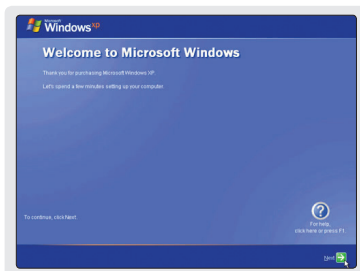 Microsoft
Windows xp
Welcome to Microsoft Windows
Thank you for purchasing Microsoft Windows XP.
Let's spend a few minutes setting up your computer.
To continue, click Next.
For help,
click here or press F1.
Next